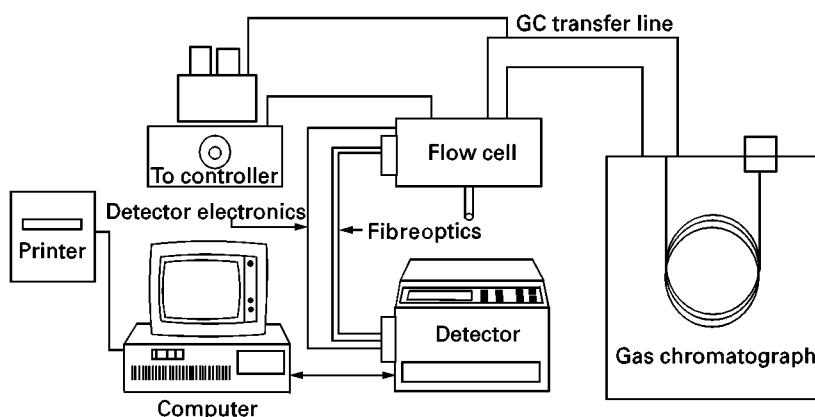 GC transfer line
Flow cell
To controller
Detector electronics
Fibreoptics
Printer
Detector
Gas chromatograph
Computer